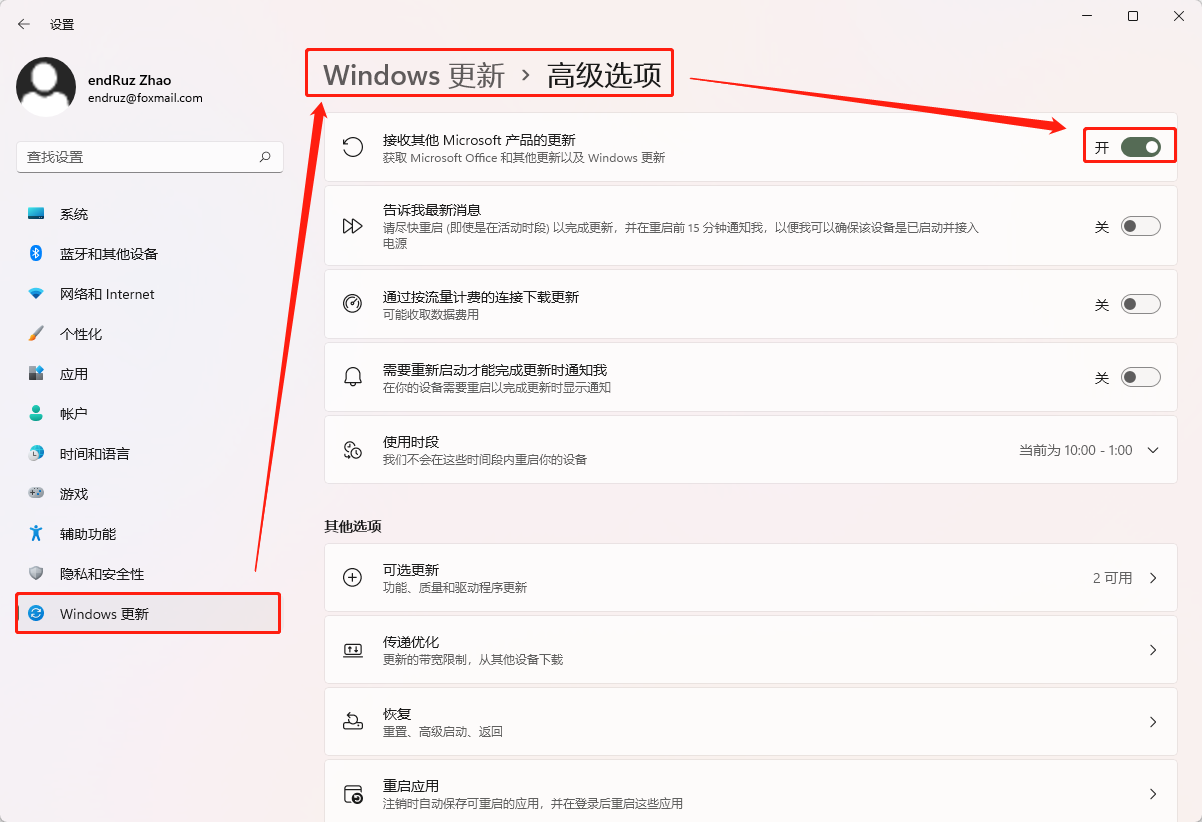 设置
endRuz Zhao
endruz@foxmail.com
查找设置
系统
蓝牙和其他设备
网络和 Internet
个性化
应用
帐户
时间和语言
游戏
辅助功能
隐私和安全性
Windows 更新
Windows 更新 › 高级选项
接收其他 Microsoft 产品的更新
获取 Microsoft Office 和其他更新以及 Windows 更新
开
告诉我最新消息
请尽快重启 (即使是在活动时段) 以完成更新，并在重启前 15 分钟通知我，以便我可以确保该设备是已启动并接入
电源
关
通过按流量计费的连接下载更新
可能收取数据费用
关
需要重新启动才能完成更新时通知我
在你的设备需要重启以完成更新时显示通知
关
使用时段
我们不会在这些时间段内重启你的设备
当前为 10:00 - 1:00
其他选项
可选更新
功能、质量和驱动程序更新
2 可用
传递优化
更新的带宽限制，从其他设备下载
恢复
重置、高级启动、返回
重启应用
注销时自动保存可重启的应用，并在登录后重启这些应用